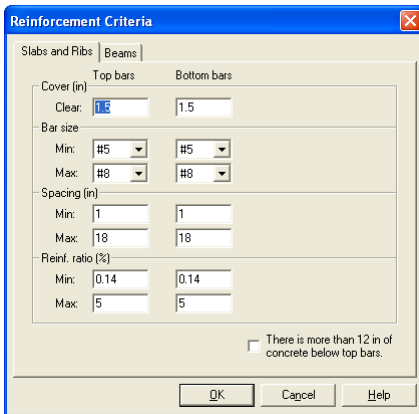 Reinforcement Criteria
Slabs and Ribs Beams
Top bars Bottom bars
Cover (in)
Clear: 1.5 1.5
Bar size
Min: #5 #5
Max: #8 #8
Spacing (in)
Min: 1 1
Max: 18 18
Reinf. ratio (%)
Min: 0.14 0.14
Max: 5 5
There is more than 12 in of
concrete below top bars.
OK Cancel Help